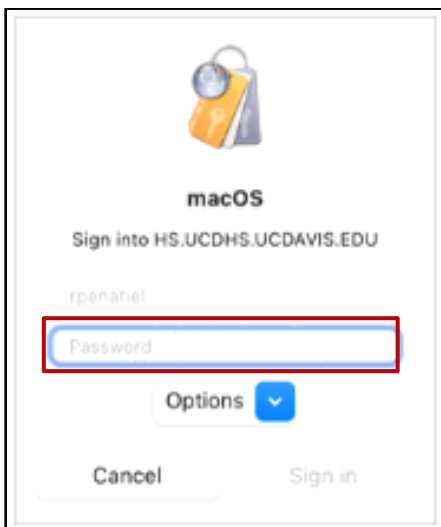 macOS
Sign into HS.UCDHS.UCDAVIS.EDU
rpenafiel
Password
Options
Cancel Sign in